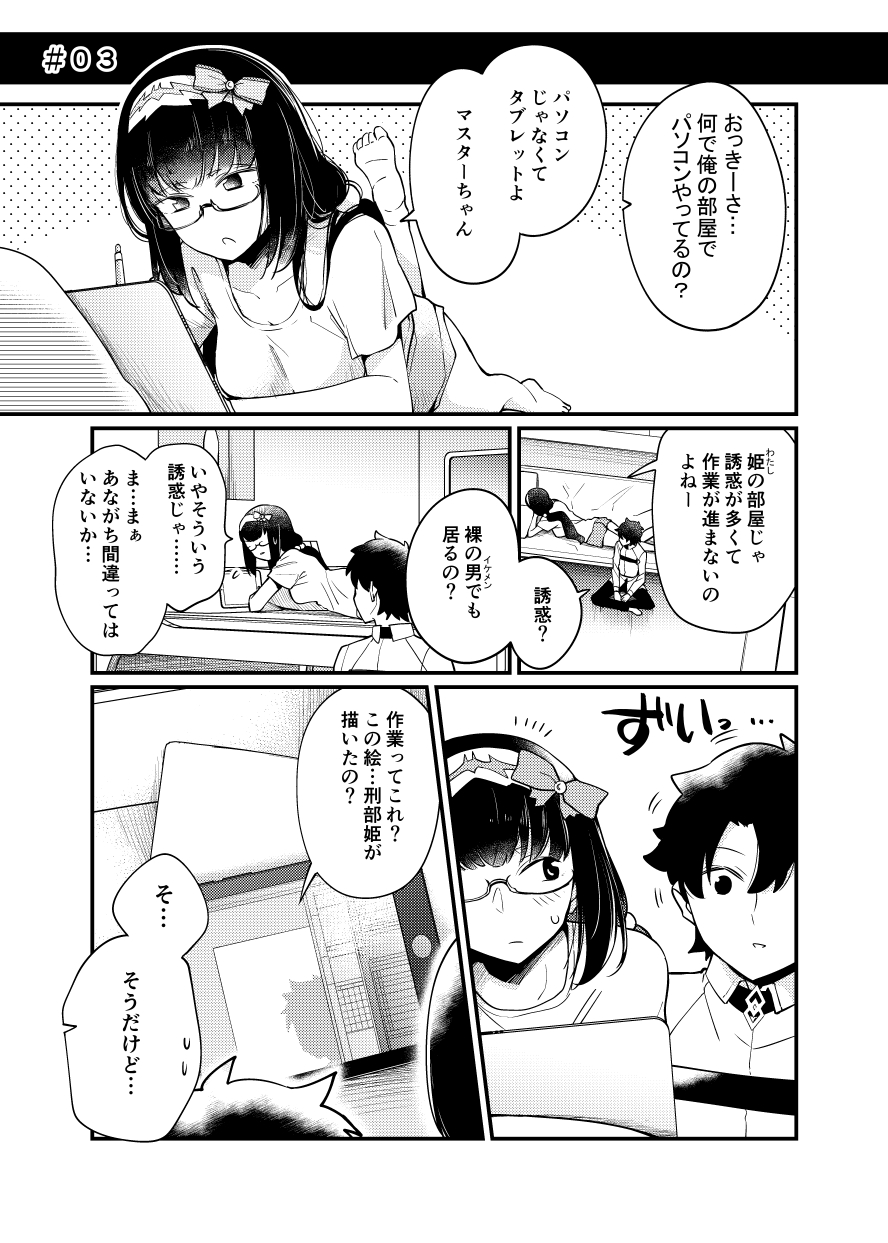 #03
おっきーさ…
何で俺の部屋で
パソコンやってるの？
パソコン
じゃなくて
タブレットよ
マスターちゃん
姫の部屋じゃ
わたし
誘惑が多くて
作業が進まないの
よねー
誘惑？
裸の男でも
イケメン
居るの？
いやそういう
誘惑じゃ……
ま…まぁ
あながち間違っては
いないか…
ずいっ…
作業ってこれ？
この絵…刑部姫が
描いたの？
そ…
そうだけど…